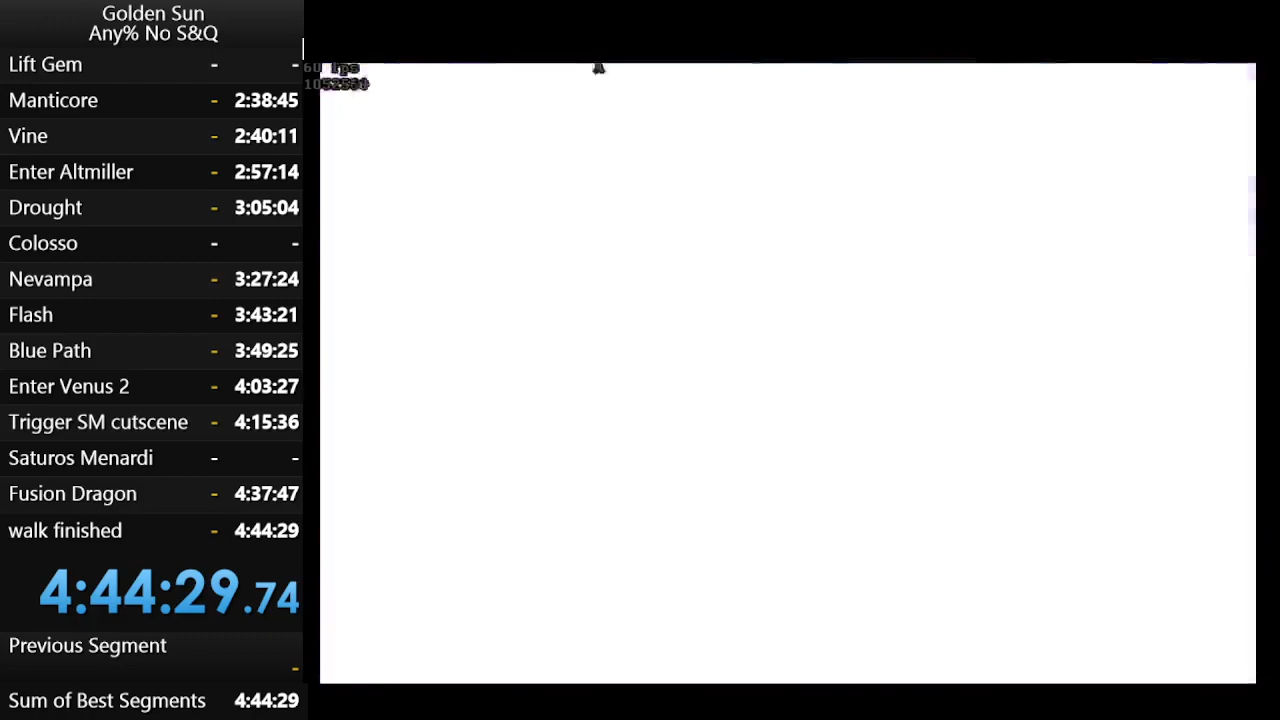 Golden Sun
Any% No S&Q
Lift Gem - -
Manticore - 2:38:45
Vine - 2:40:11
Enter Altmiller - 2:57:14
Drought - 3:05:04
Colosso - -
Nevampa - 3:27:24
Flash - 3:43:21
Blue Path - 3:49:25
Enter Venus 2 - 4:03:27
Trigger SM cutscene - 4:15:36
Saturos Menardi - -
Fusion Dragon - 4:37:47
walk finished - 4:44:29
4:44:29.74
Previous Segment
-
Sum of Best Segments 4:44:29
60 fps
A